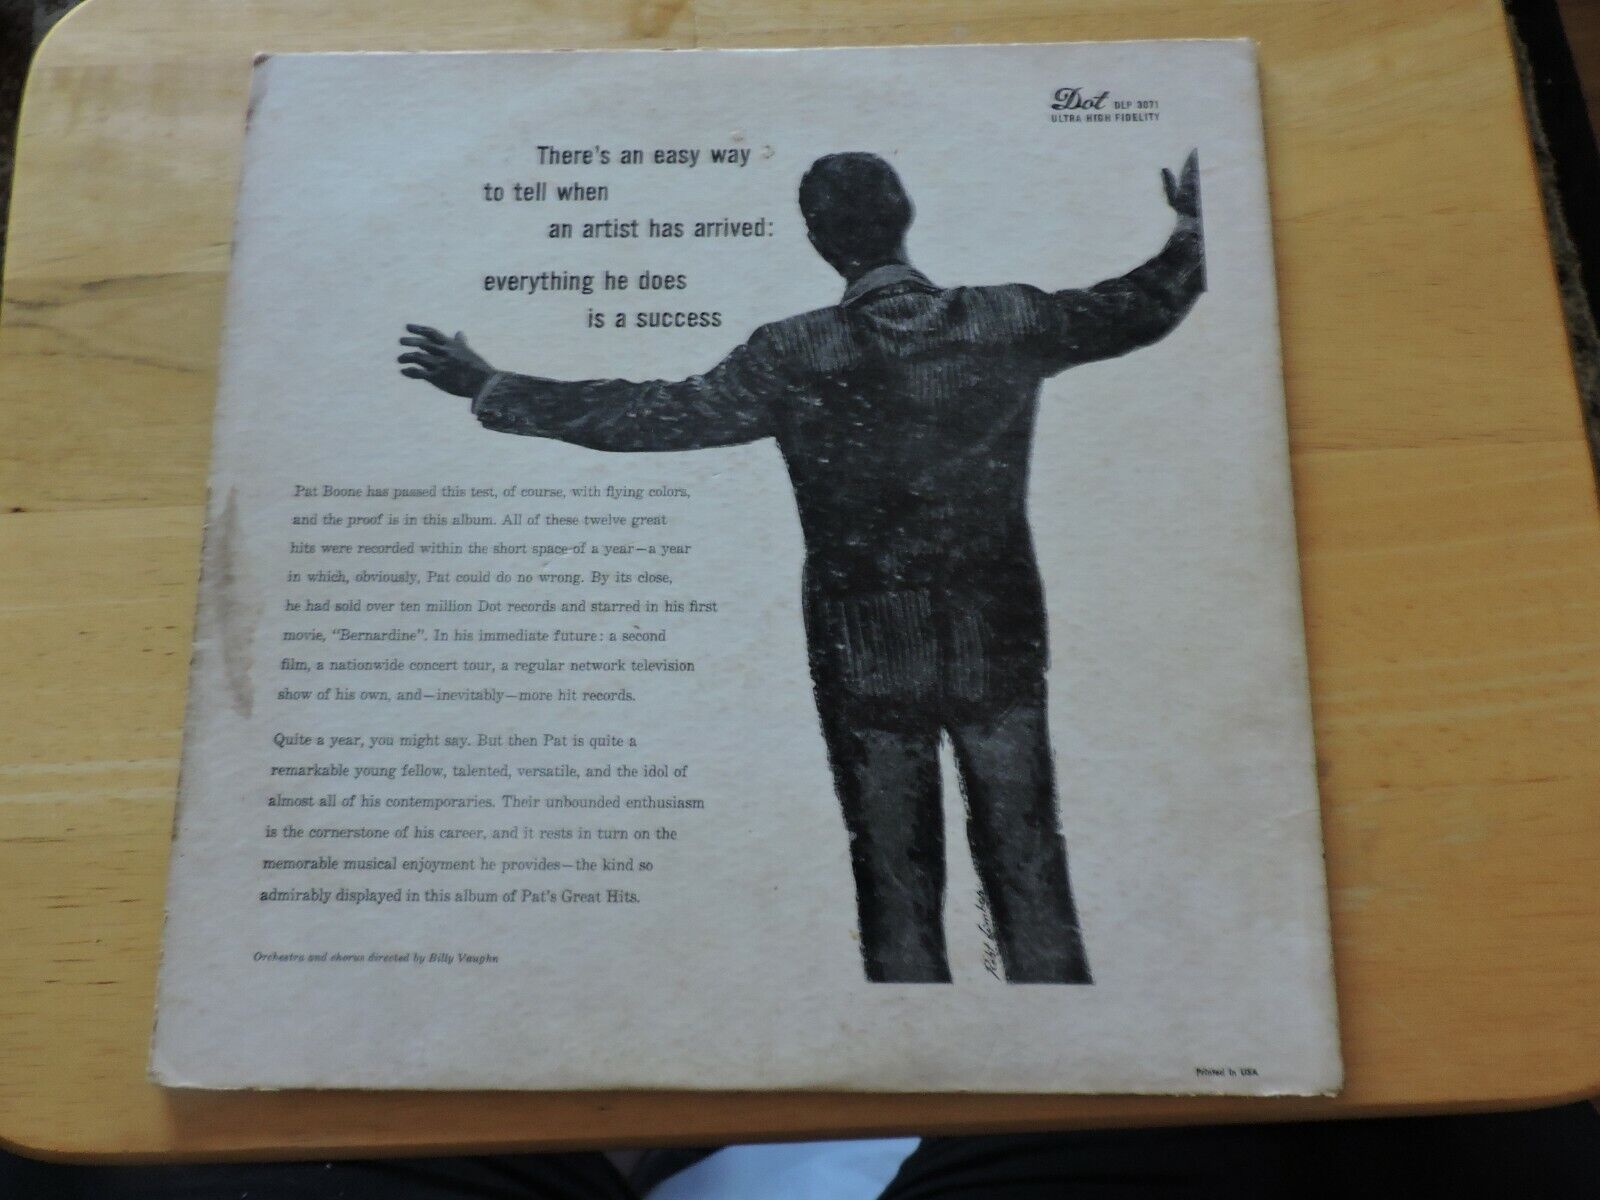 Dot DLP 3071
ULTRA HIGH FIDELITY
There's an easy way
to tell when
an artist has arrived:
everything he does
is a success
Pat Boone has passed this test, of course, with flying colors,
and the proof is in this album. All of these twelve great
hits were recorded within the short space of a year—a year
in which, obviously, Pat could do no wrong. By its close,
he had sold over ten million Dot records and starred in his first
movie, "Bernardine". In his immediate future: a second
film, a nationwide concert tour, a regular network television
show of his own, and—inevitably—more hit records.
Quite a year, you might say. But then Pat is quite a
remarkable young fellow, talented, versatile, and the idol of
almost all of his contemporaries. Their unbounded enthusiasm
is the cornerstone of his career, and it rests in turn on the
memorable musical enjoyment he provides—the kind so
admirably displayed in this album of Pat's Great Hits.
Orchestra and chorus directed by Billy Vaughn
Printed in USA